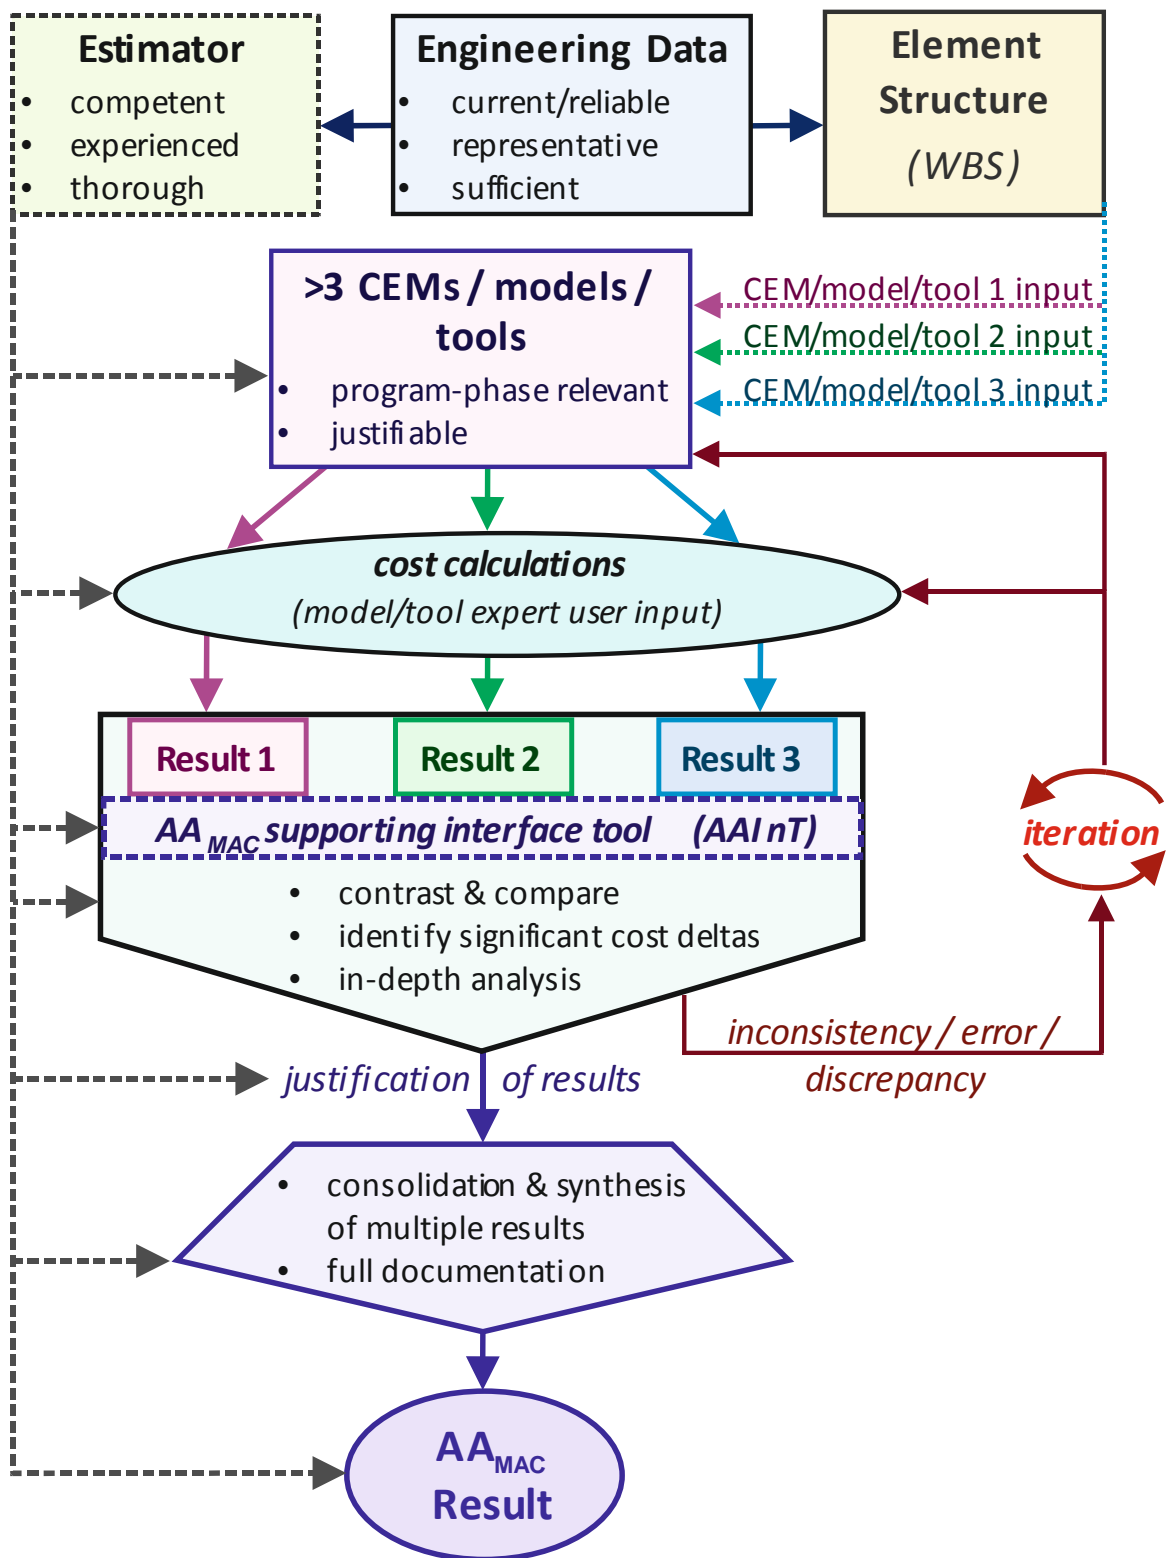 Estimator
• competent
• experienced
• thorough
Engineering Data
• current/reliable
• representative
• sufficient
Element
Structure
(WBS)
>3 CEMs / models /
tools
• program-phase relevant
• justifiable
CEM/model/tool 1 input
CEM/model/tool 2 input
CEM/model/tool 3 input
cost calculations
(model/tool expert user input)
Result 1
Result 2
Result 3
AA MAC supporting interface tool (AAInT)
• contrast & compare
• identify significant cost deltas
• in-depth analysis
iteration
inconsistency / error /
discrepancy
justification of results
• consolidation & synthesis
of multiple results
• full documentation
AAMAC
Result